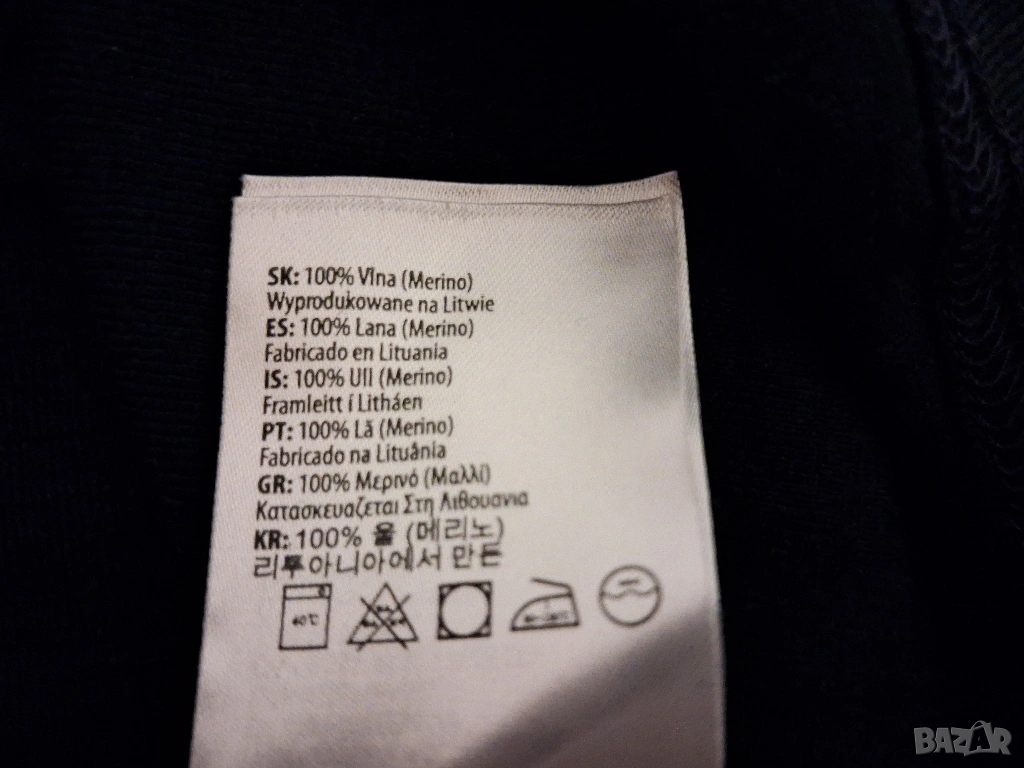 SK: 100% Vlna (Merino)
Wyprodukowane na Litwie
ES: 100% Lana (Merino)
Fabricado en Lituania
IS: 100% Ull (Merino)
Framleitt í Litháen
PT: 100% Lã (Merino)
Fabricado na Lituânia
GR: 100% Μερινό (Μαλλί)
Κατασκευαζεται Στη Λιθουανια
KR: 100% 울 (메리노)
리투아니아에서 만든
40°C
BAZAR